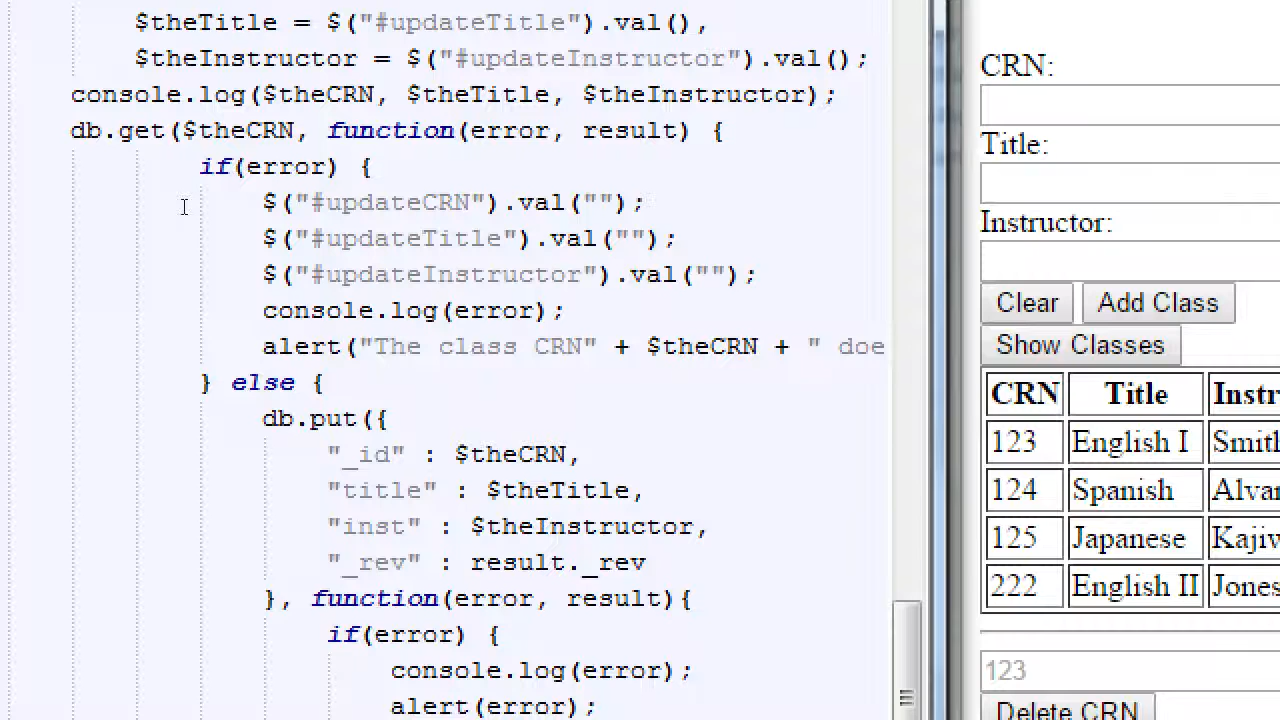 $theTitle = $("#updateTitle").val(),
$theInstructor = $("#updateInstructor").val();
console.log($theCRN, $theTitle, $theInstructor);
db.get($theCRN, function(error, result) {
if(error) {
$("#updateCRN").val("");
$("#updateTitle").val("");
$("#updateInstructor").val("");
console.log(error);
alert("The class CRN" + $theCRN + " doe
} else {
db.put({
"_id" : $theCRN,
"title" : $theTitle,
"inst" : $theInstructor,
"_rev" : result._rev
}, function(error, result){
if(error) {
console.log(error);
alert(error);
CRN:
Title:
Instructor:
Clear Add Class
Show Classes
CRN Title Instr
123 English I Smith
124 Spanish Alvar
125 Japanese Kajiw
222 English II Jones
123
Delete CRN